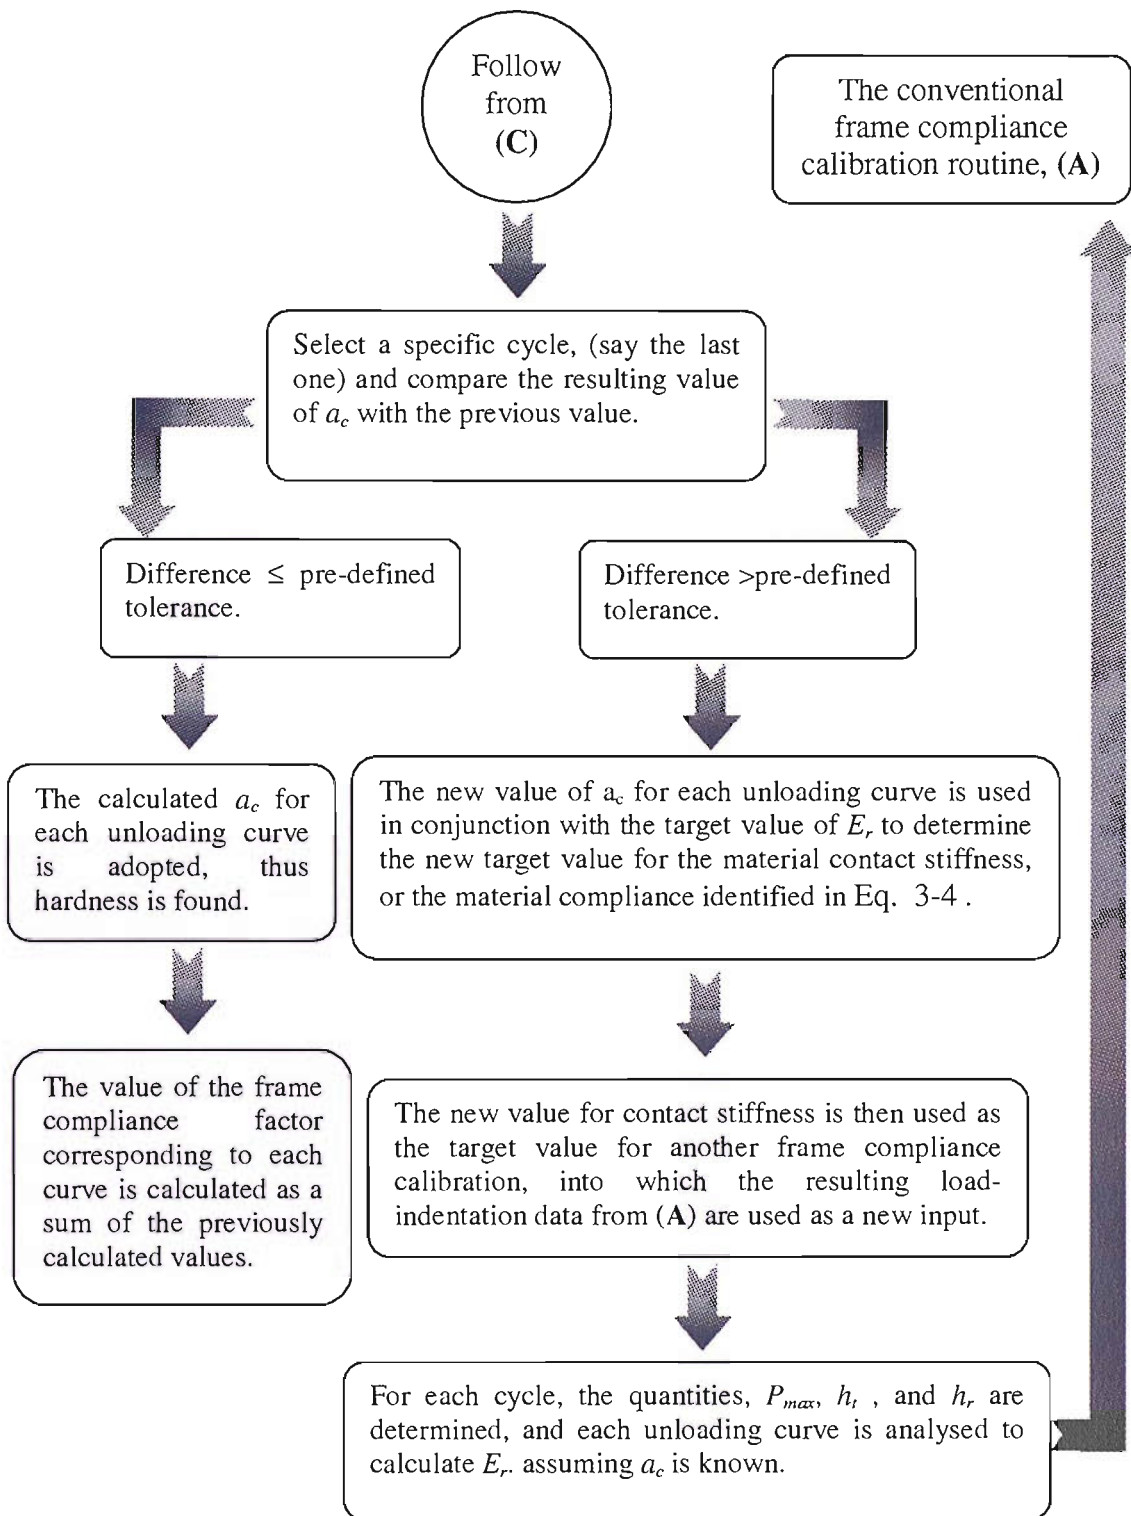 Follow
from
(C)
The conventional
frame compliance
calibration routine, (A)
Select a specific cycle, (say the last
one) and compare the resulting value
of a_c with the previous value.
Difference ≤ pre-defined
tolerance.
Difference >pre-defined
tolerance.
The calculated a_c for
each unloading curve
is adopted, thus
hardness is found.
The new value of a_c for each unloading curve is used
in conjunction with the target value of E_r to determine
the new target value for the material contact stiffness,
or the material compliance identified in Eq. 3-4 .
The value of the frame
compliance factor
corresponding to each
curve is calculated as a
sum of the previously
calculated values.
The new value for contact stiffness is then used as
the target value for another frame compliance
calibration, into which the resulting load-
indentation data from (A) are used as a new input.
For each cycle, the quantities, P_max, h_t , and h_r are
determined, and each unloading curve is analysed to
calculate E_r. assuming a_c is known.